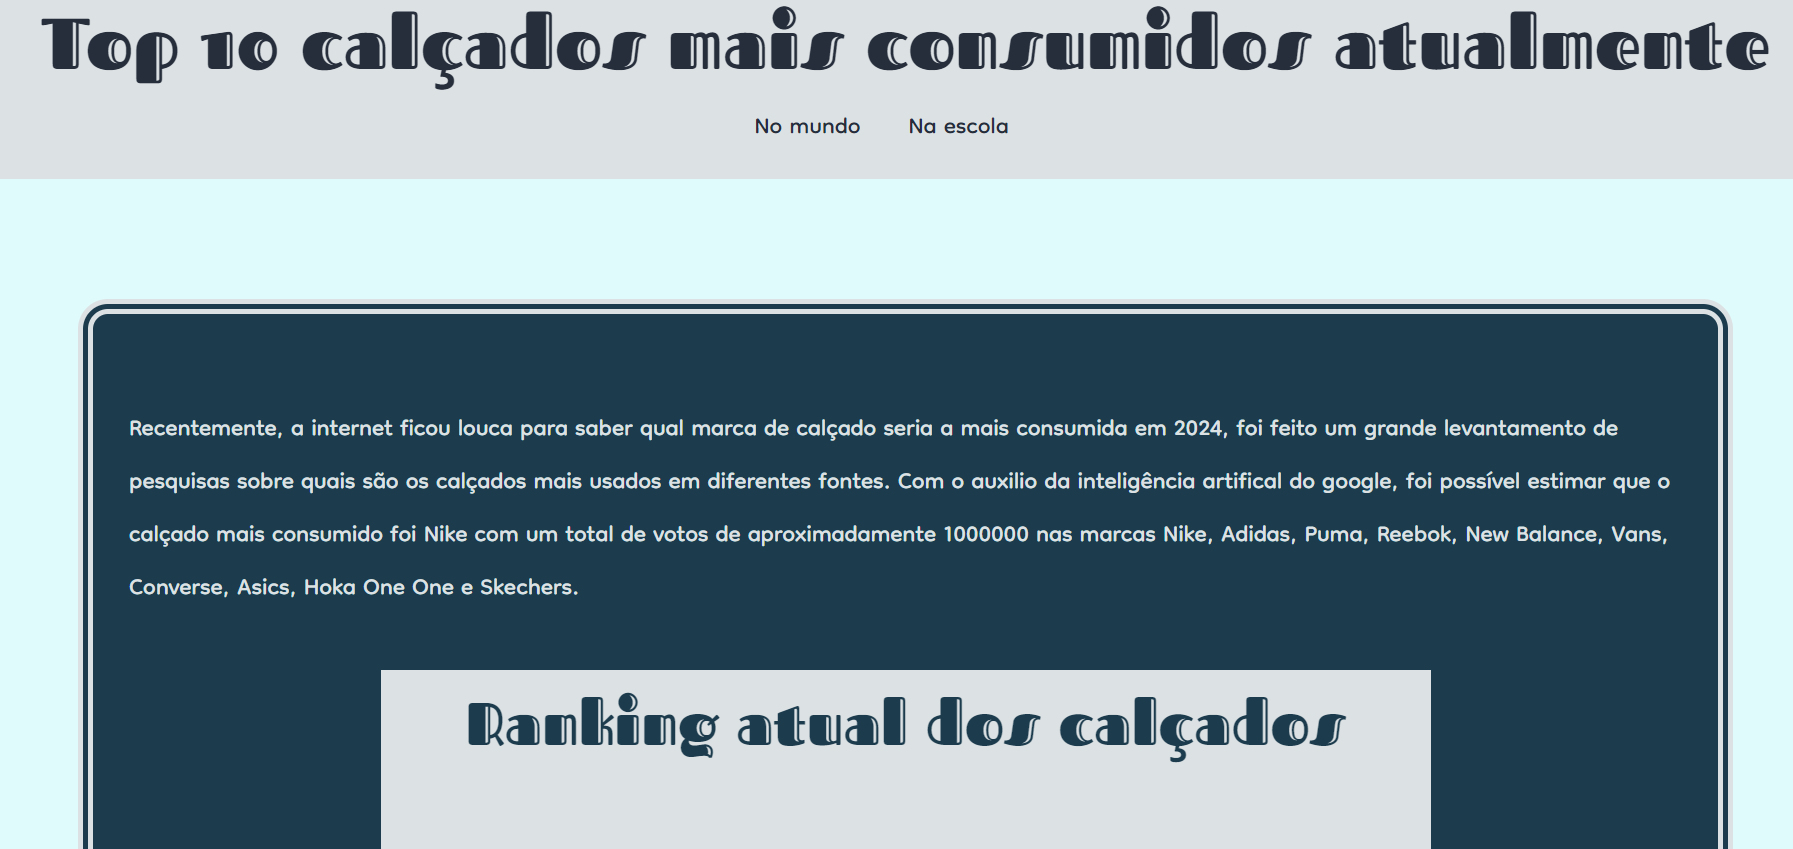 Top 10 calçados mais consumidos atualmente
No mundo Na escola
Recentemente, a internet ficou louca para saber qual marca de calçado seria a mais consumida em 2024, foi feito um grande levantamento de
pesquisas sobre quais são os calçados mais usados em diferentes fontes. Com o auxilio da inteligência artifical do google, foi possível estimar que o
calçado mais consumido foi Nike com um total de votos de aproximadamente 1000000 nas marcas Nike, Adidas, Puma, Reebok, New Balance, Vans,
Converse, Asics, Hoka One One e Skechers.
Ranking atual dos calçados